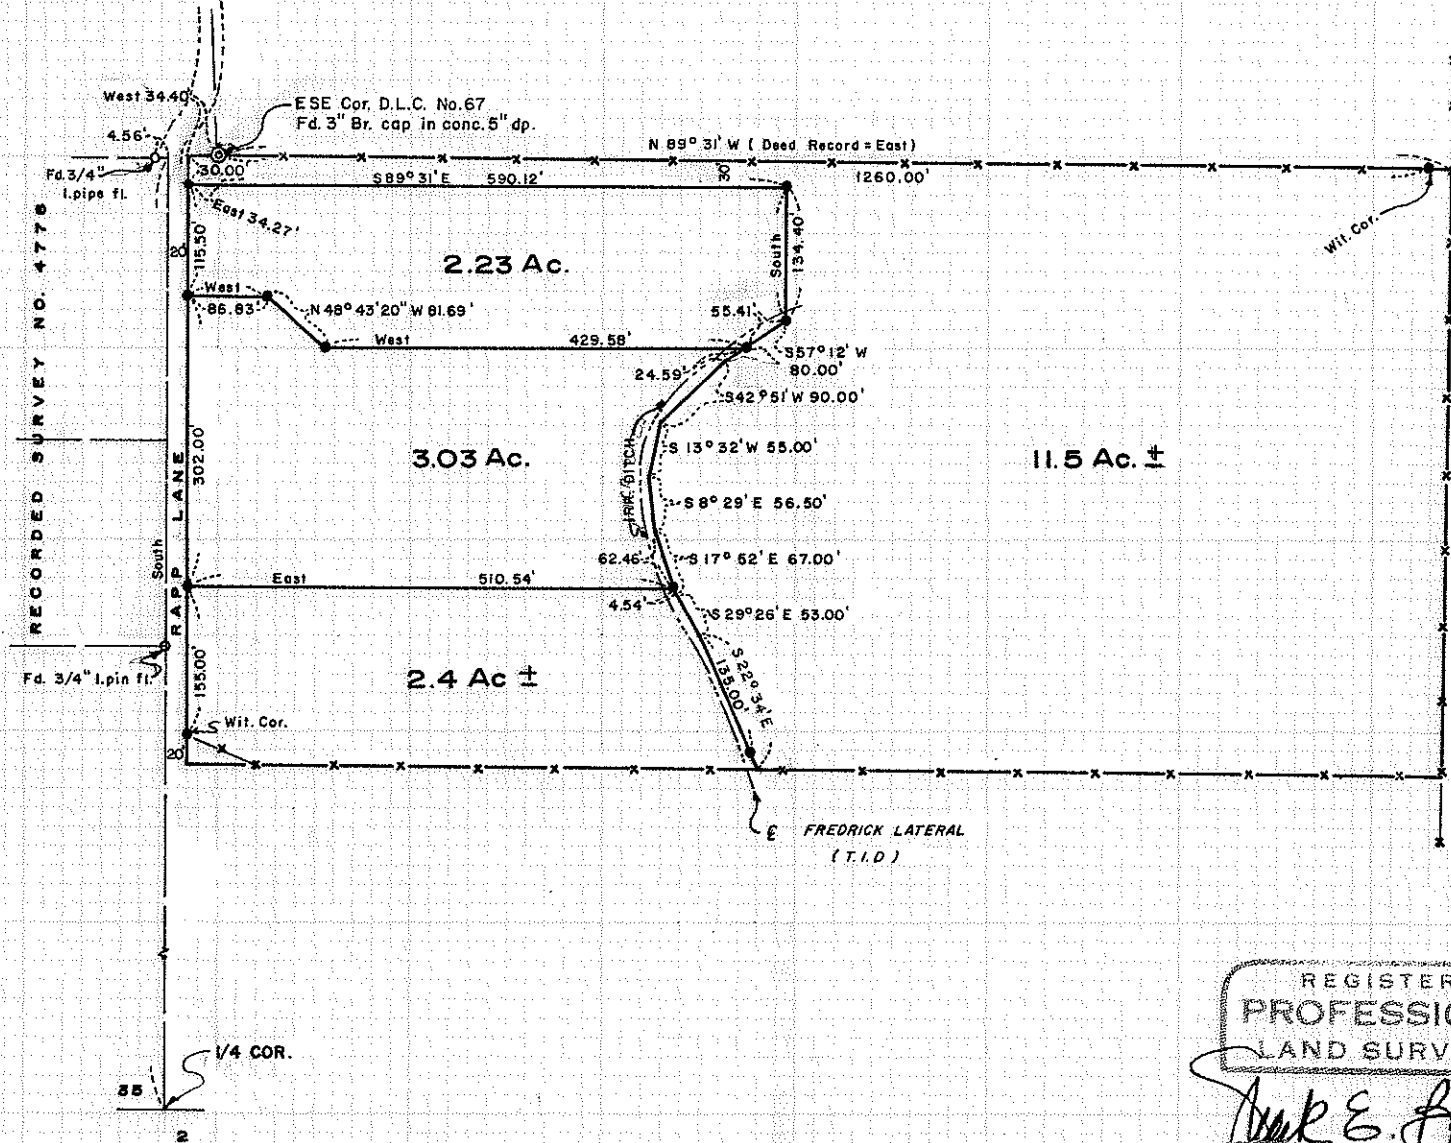 West 34.40'
4.56'
ESE Cor. D.L.C. No.67
Fd. 3" Br. cap in conc. 5" dp.
N 89° 31' W ( Deed Record = East)
Fd. 3/4"
I.pipe fl.
30.00'
S89° 31' E 590.12'
30'
1260.00'
East 34.27'
Wit. Cor.
RECORDED SURVEY NO. 4776
20'
115.50'
2.23 Ac.
South
134.40'
West
86.83'
N 48° 43' 20" W 81.69'
55.41'
West 429.58'
S57° 12' W
80.00'
24.59'
S42° 51' W 90.00'
302.00'
3.03 Ac.
IRR. DITCH
S 13° 32' W 55.00'
11.5 Ac. ±
S 8° 29' E 56.50'
South
RAPP LANE
62.46'
S 17° 52' E 67.00'
East 510.54'
4.54'
S 29° 26' E 53.00'
Fd. 3/4" I.pin fl.
155.00'
2.4 Ac ±
S 22° 34' E
135.00'
Wit. Cor.
20'
℄ FREDRICK LATERAL
( T.I.D )
1/4 COR.
35
2
REGISTER
PROFESSIO
LAND SURV